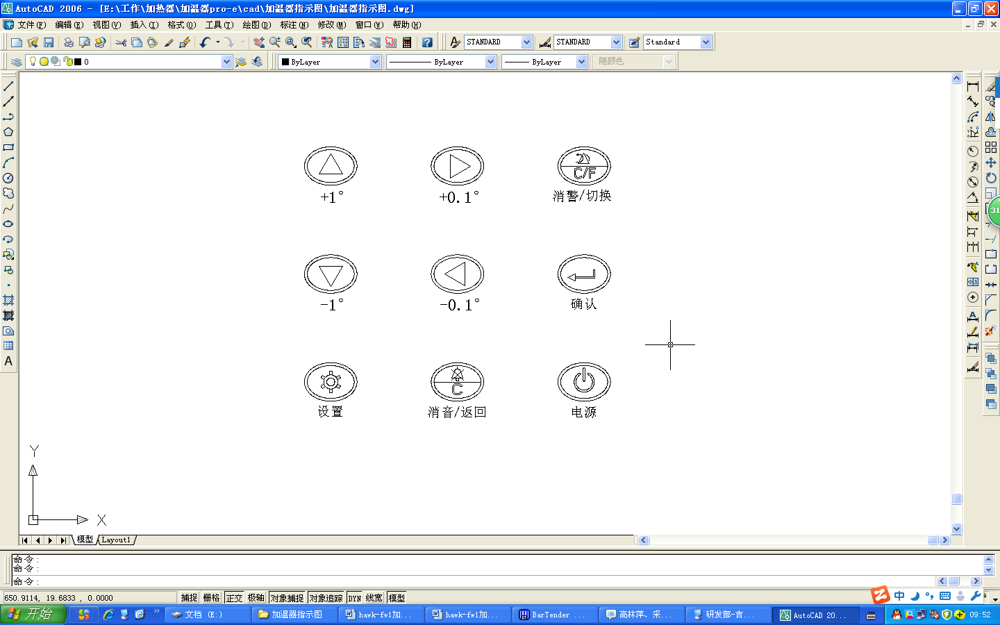 AutoCAD 2006 - [E:\工作\加热器\加温器pro-e\cad\加温器指示图\加温器指示图.dwg]
文件(F) 编辑(E) 视图(V) 插入(I) 格式(O) 工具(T) 绘图(D) 标注(N) 修改(M) 窗口(W) 帮助(H)
STANDARD STANDARD Standard
0 ByLayer ByLayer ByLayer 随颜色
C/F
+1° +0.1° 消警/切换
31
-1° -0.1° 确认
C
设置 消音/返回 电源
Y
X
模型 Layout1
命令:
命令:
命令:
650.9114, 19.6833 , 0.0000 捕捉 栅格 正交 极轴 对象捕捉 对象追踪 DYN 线宽 模型
中
开始 文档 (E:) 加温器指示图 hawk-fw1加... hawk-fw1加... BarTender ... 高林萍、采... 研发部-吉... AutoCAD 20... 09:52